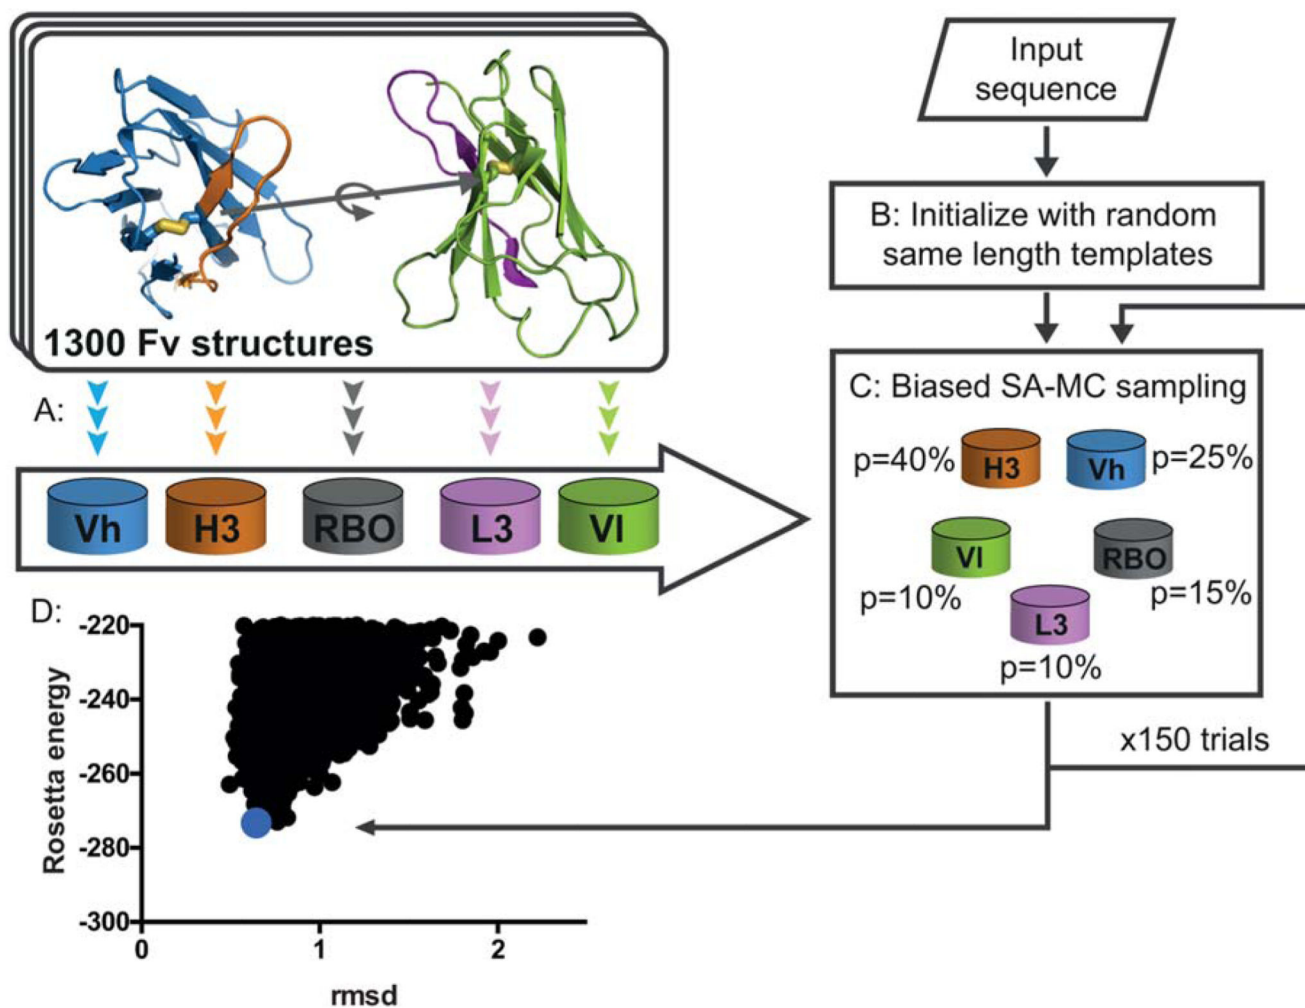 1300 Fv structures
A:
Vh
H3
RBO
L3
Vl
Input
sequence
B: Initialize with random
same length templates
C: Biased SA-MC sampling
p=40%
H3
Vh
p=25%
Vl
RBO
p=10%
p=15%
L3
p=10%
x150 trials
D:
-220
-240
-260
-280
-300
Rosetta energy
0
1
2
rmsd